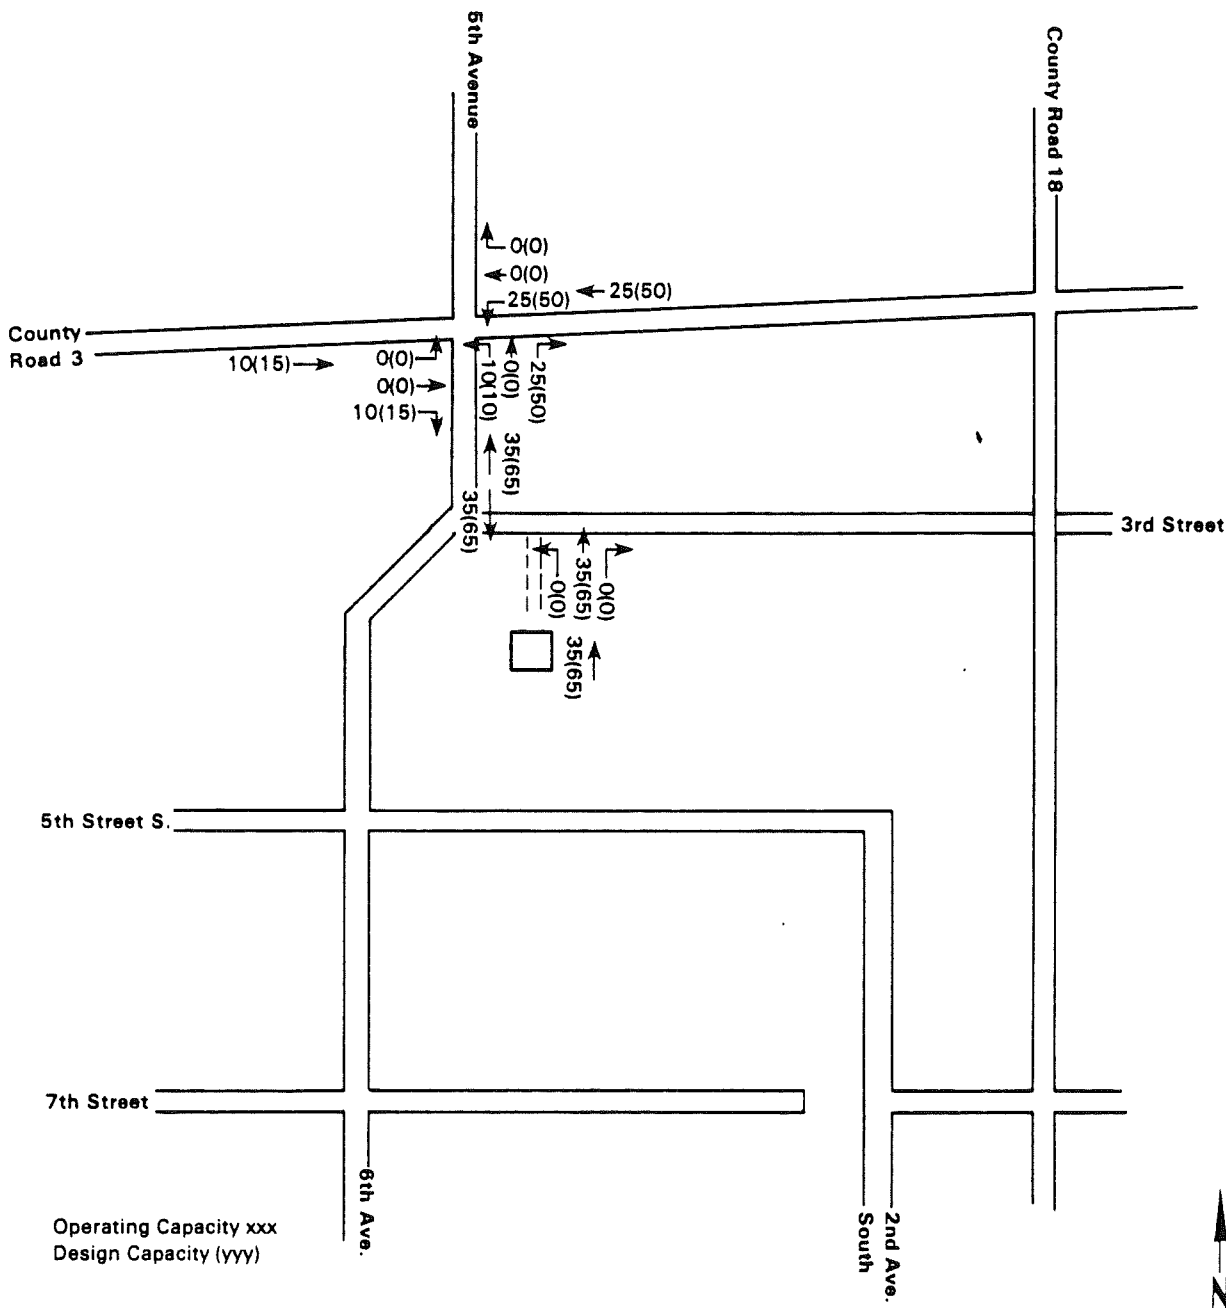 5th Avenue
County Road 18
0(0)
0(0)
25(50)
25(50)
County
Road 3
10(15)
0(0)
0(0)
10(15)
10(10)
0(0)
25(50)
35(65)
35(65)
3rd Street
0(0)
35(65)
0(0)
35(65)
5th Street S.
7th Street
6th Ave.
2nd Ave.
South
Operating Capacity xxx
Design Capacity (yyy)
N